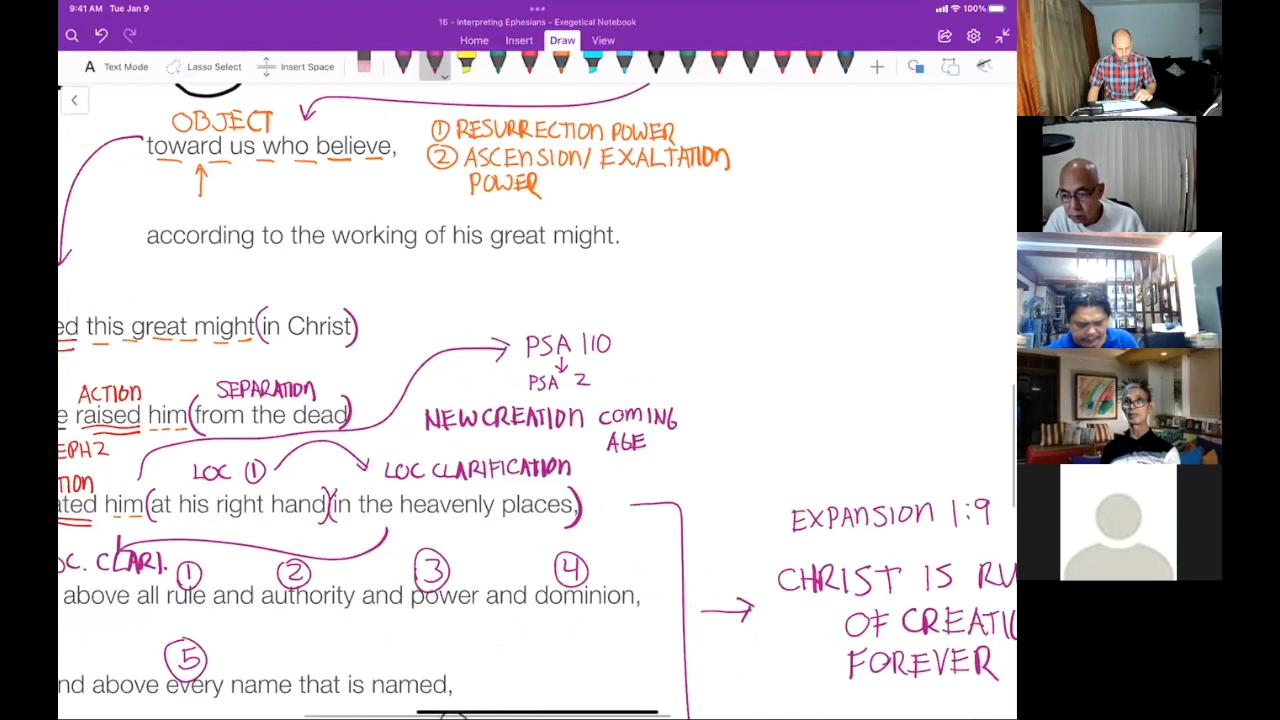 9:41 AM Tue Jan 9
100%
16 - Interpreting Ephesians - Exegetical Notebook
Home Insert Draw View
A Text Mode Lasso Select Insert Space
OBJECT
toward us who believe,
① RESURRECTION POWER
② ASCENSION/EXALTATION
POWER
according to the working of his great might.
ed this great might (in Christ)
PSA 110
PSA 2
ACTION SEPARATION
e raised him (from the dead)
NEW CREATION COMING
AGE
EPH2
LOC ① LOC CLARIFICATION
TION
ated him (at his right hand)(in the heavenly places,)
EXPANSION 1:9
OC. CLARI.
① ② ③ ④
above all rule and authority and power and dominion,
CHRIST IS RU
OF CREATIO
FOREVER
⑤
nd above every name that is named,